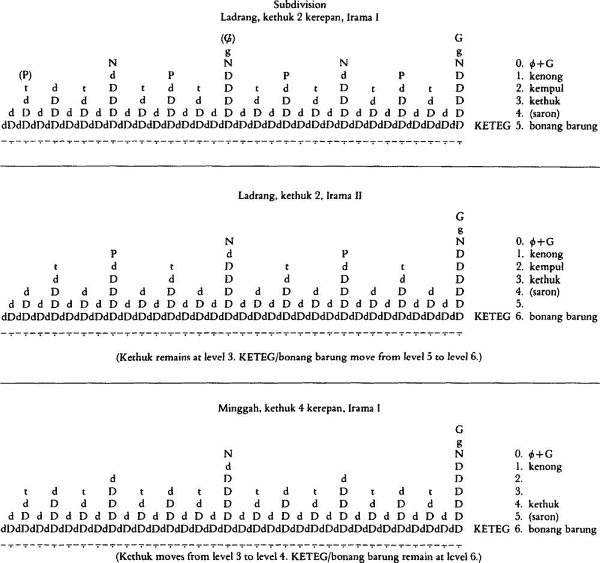 Subdivision
Ladrang, kethuk 2 kerepan, Irama I
(G) G
g g
N N N N 0. ϕ+G
(P) d P D P d P D 1. kenong
t d t D t d t D t d t D t d t D 2. kempul
d D d D d D d D d D d D d D d D 3. kethuk
d D d D d D d D d D d D d D d D d D d D d D d D d D d D d D d D 4. (saron)
dDdDdDdDdDdDdDdDdDdDdDdDdDdDdDdDdDdDdDdDdDdDdDdDdDdDdDdDdDdDdDdD KETEG 5. bonang barung
Ladrang, kethuk 2, Irama II
G
g
N N 0. ϕ+G
P d P D 1. kenong
t d t D t d t D 2. kempul
d D d D d D d D 3. kethuk
d D d D d D d D d D d D d D d D 4. (saron)
d D d D d D d D d D d D d D d D d D d D d D d D d D d D d D d D 5.
dDdDdDdDdDdDdDdDdDdDdDdDdDdDdDdDdDdDdDdDdDdDdDdDdDdDdDdDdDdDdDdD KETEG 6. bonang barung
(Kethuk remains at level 3. KETEG/bonang barung move from level 5 to level 6.)
Minggah, kethuk 4 kerepan, Irama I
G
g
N N 0. ϕ+G
d D 1. kenong
d D d D 2.
t d t D t d t D t d t D t d t D 3.
d D d D d D d D d D d D d D d D 4. kethuk
d D d D d D d D d D d D d D d D d D d D d D d D d D d D d D d D 5. (saron)
dDdDdDdDdDdDdDdDdDdDdDdDdDdDdDdDdDdDdDdDdDdDdDdDdDdDdDdDdDdDdDdD KETEG 6. bonang barung
(Kethuk moves from level 3 to level 4. KETEG/bonang barung remain at level 6.)